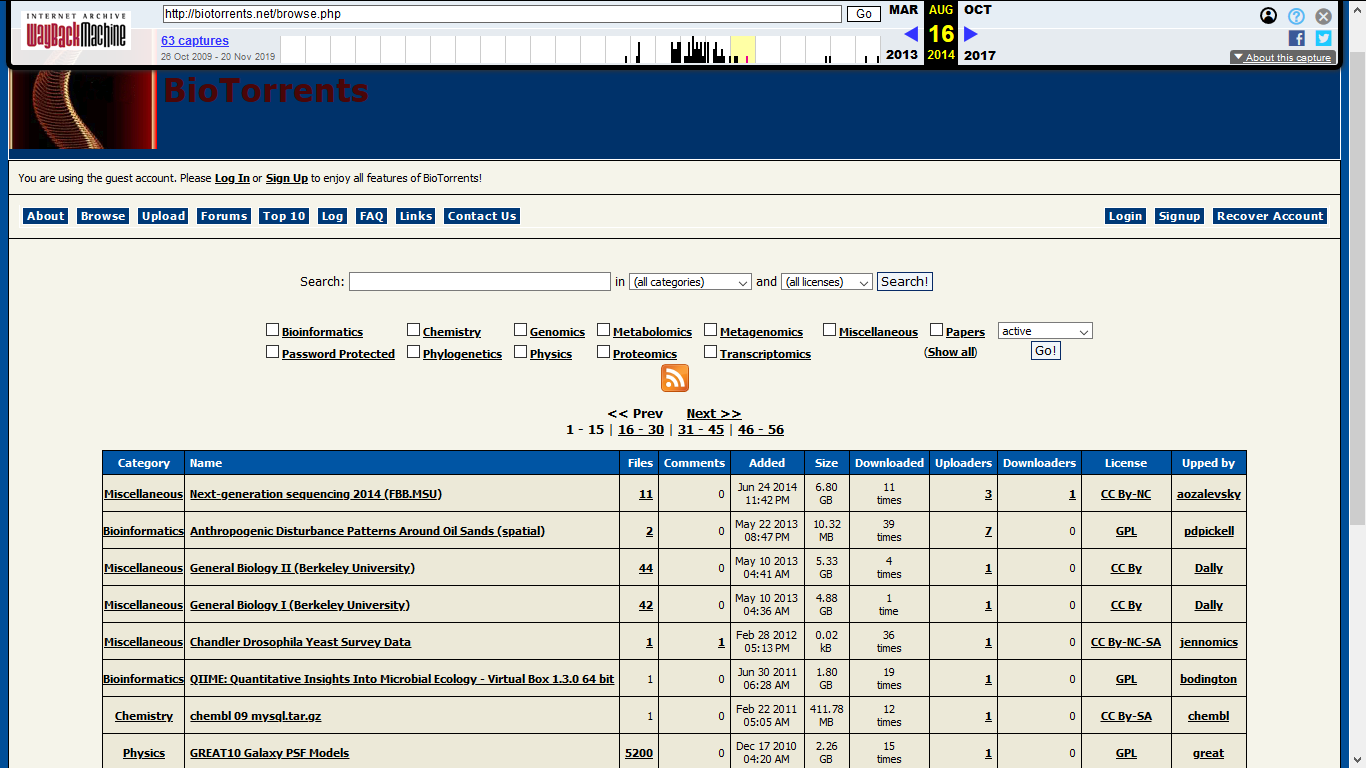 INTERNET ARCHIVE
WayBackMachine
http://biotorrents.net/browse.php
Go
MAR AUG OCT
63 captures
16
26 Oct 2009 - 20 Nov 2019
2013 2014 2017
About this capture
BioTorrents
You are using the guest account. Please Log In or Sign Up to enjoy all features of BioTorrents!
About Browse Upload Forums Top 10 Log FAQ Links Contact Us Login Signup Recover Account
Search: in (all categories) and (all licenses) Search!
Bioinformatics Chemistry Genomics Metabolomics Metagenomics Miscellaneous Papers active
Password Protected Phylogenetics Physics Proteomics Transcriptomics (Show all) Go!
<< Prev Next >>
1 - 15 | 16 - 30 | 31 - 45 | 46 - 56
Category Name Files Comments Added Size Downloaded Uploaders Downloaders License Upped by
Miscellaneous Next-generation sequencing 2014 (FBB.MSU) 11 0 Jun 24 2014 11:42 PM 6.80 GB 11 times 3 1 CC By-NC aozalevsky
Bioinformatics Anthropogenic Disturbance Patterns Around Oil Sands (spatial) 2 0 May 22 2013 08:47 PM 10.32 MB 39 times 7 0 GPL pdpickell
Miscellaneous General Biology II (Berkeley University) 44 0 May 10 2013 04:41 AM 5.33 GB 4 times 1 0 CC By Dally
Miscellaneous General Biology I (Berkeley University) 42 0 May 10 2013 04:36 AM 4.88 GB 1 time 1 0 CC By Dally
Miscellaneous Chandler Drosophila Yeast Survey Data 1 1 Feb 28 2012 05:13 PM 0.02 kB 36 times 1 0 CC By-NC-SA jennomics
Bioinformatics QIIME: Quantitative Insights Into Microbial Ecology - Virtual Box 1.3.0 64 bit 1 0 Jun 30 2011 06:28 AM 1.80 GB 19 times 1 0 GPL bodington
Chemistry chembl 09 mysql.tar.gz 1 0 Feb 22 2011 05:05 AM 411.78 MB 12 times 1 0 CC By-SA chembl
Physics GREAT10 Galaxy PSF Models 5200 0 Dec 17 2010 04:20 AM 2.26 GB 15 times 1 0 GPL great